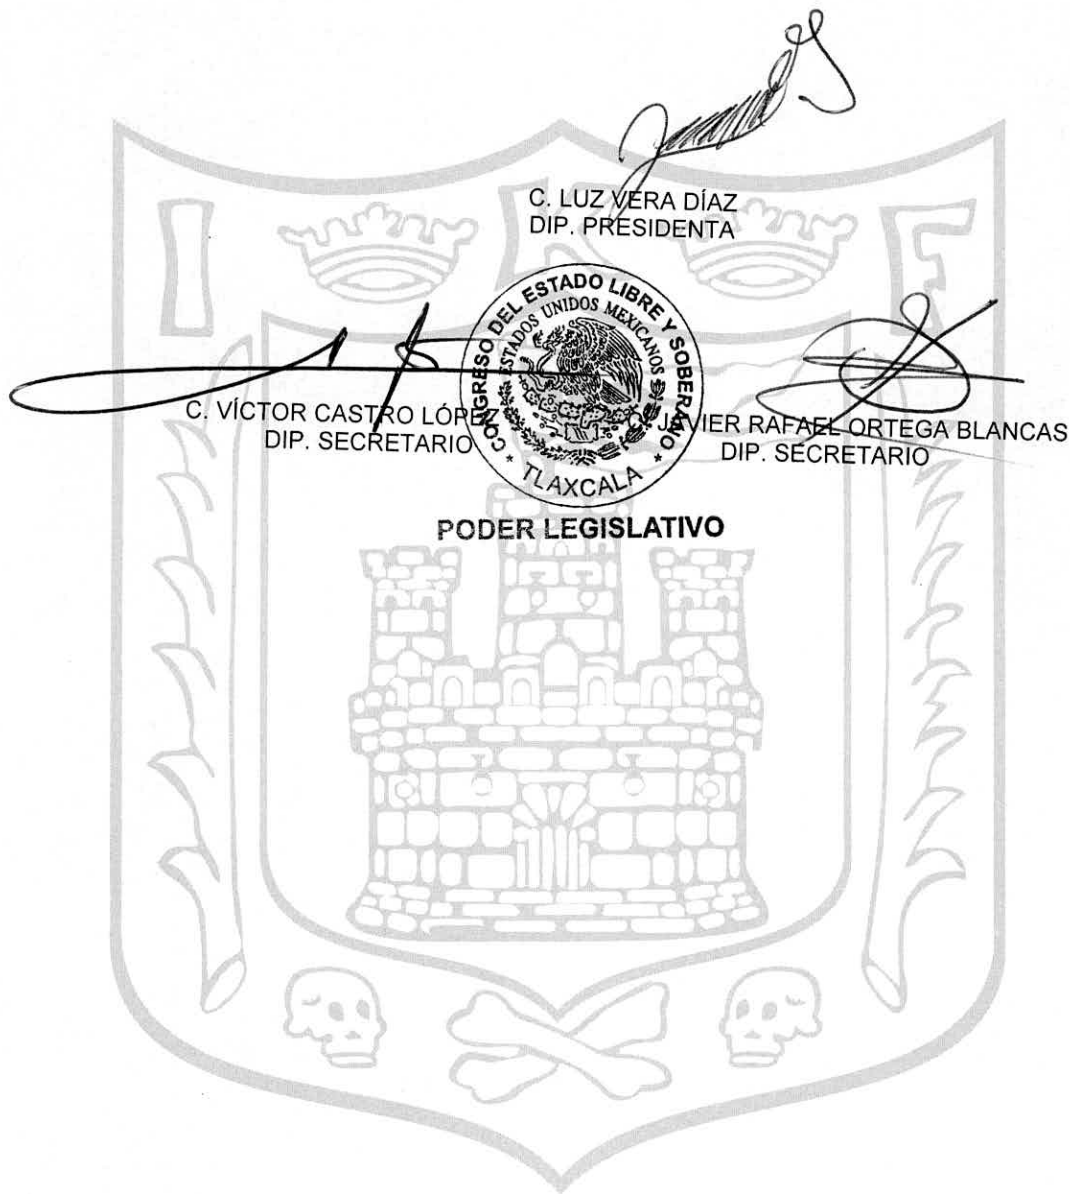 C. LUZ VERA DÍAZ
DIP. PRESIDENTA
CONGRESO DEL ESTADO LIBRE Y SOBERANO
ESTADOS UNIDOS MEXICANOS
TLAXCALA
C. VÍCTOR CASTRO LÓPEZ
DIP. SECRETARIO
JAVIER RAFAEL ORTEGA BLANCAS
DIP. SECRETARIO
PODER LEGISLATIVO
I
F